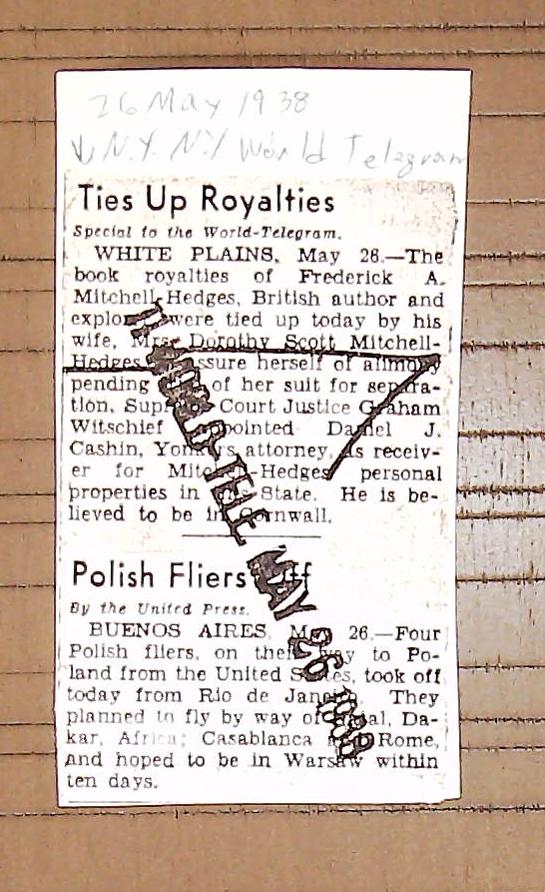 26 May 1938
N.Y. N.Y World Telegram
Ties Up Royalties
Special to the World-Telegram.
WHITE PLAINS, May 26.—The
book royalties of Frederick A.
Mitchell-Hedges, British author and
were tied up today by his
wife, Mrs. Dorothy Scott Mitchell-
Hedges assure herself of alimony
pending of her suit for separa-
tion, Court Justice Graham
Witschief appointed Daniel J.
Cashin, Yonkers attorney, as receiv-
er for personal
properties in State. He is be-
lieved to be in Cornwall.
Polish Fliers Off
By the United Press.
BUENOS AIRES, May 26.—Four
Polish fliers, on their way to Po-
land from the United States, took off
today from Rio de Janeiro. They
planned to fly by way of Natal, Da-
kar, Africa; Casablanca and Rome,
and hoped to be in Warsaw within
ten days.
MAY 26 1938